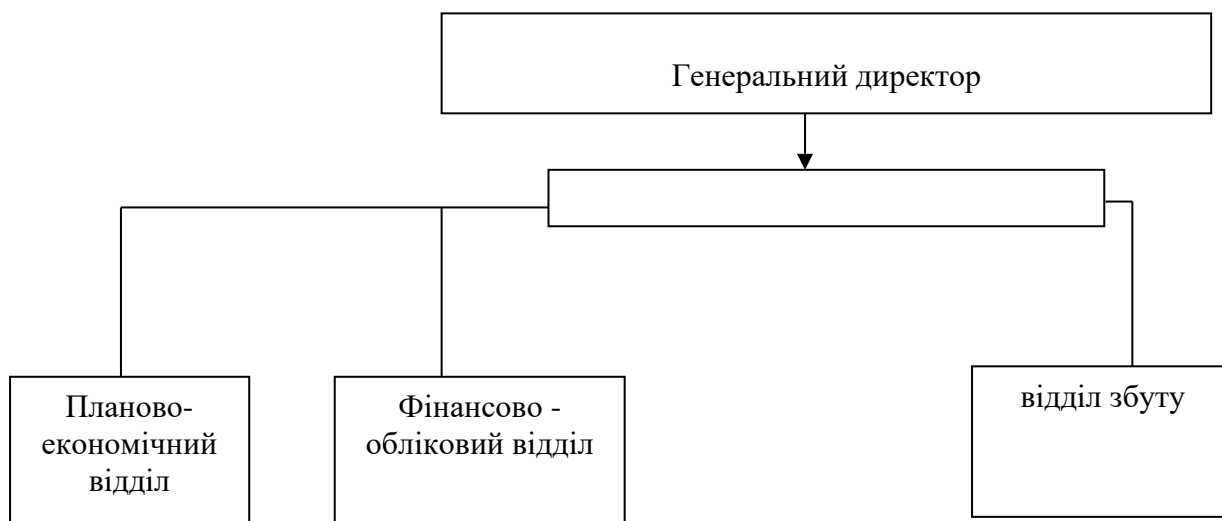 Генеральний директор
Планово-
економічний
відділ
Фінансово -
обліковий відділ
відділ збуту